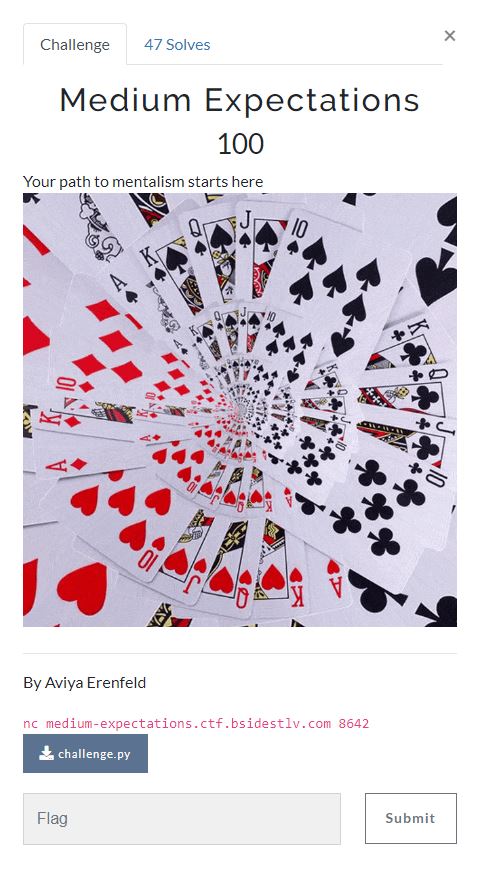 Challenge
47 Solves
×
Medium Expectations
100
Your path to mentalism starts here
By Aviya Erenfeld
nc medium-expectations.ctf.bsidestlv.com 8642
challenge.py
Flag
Submit